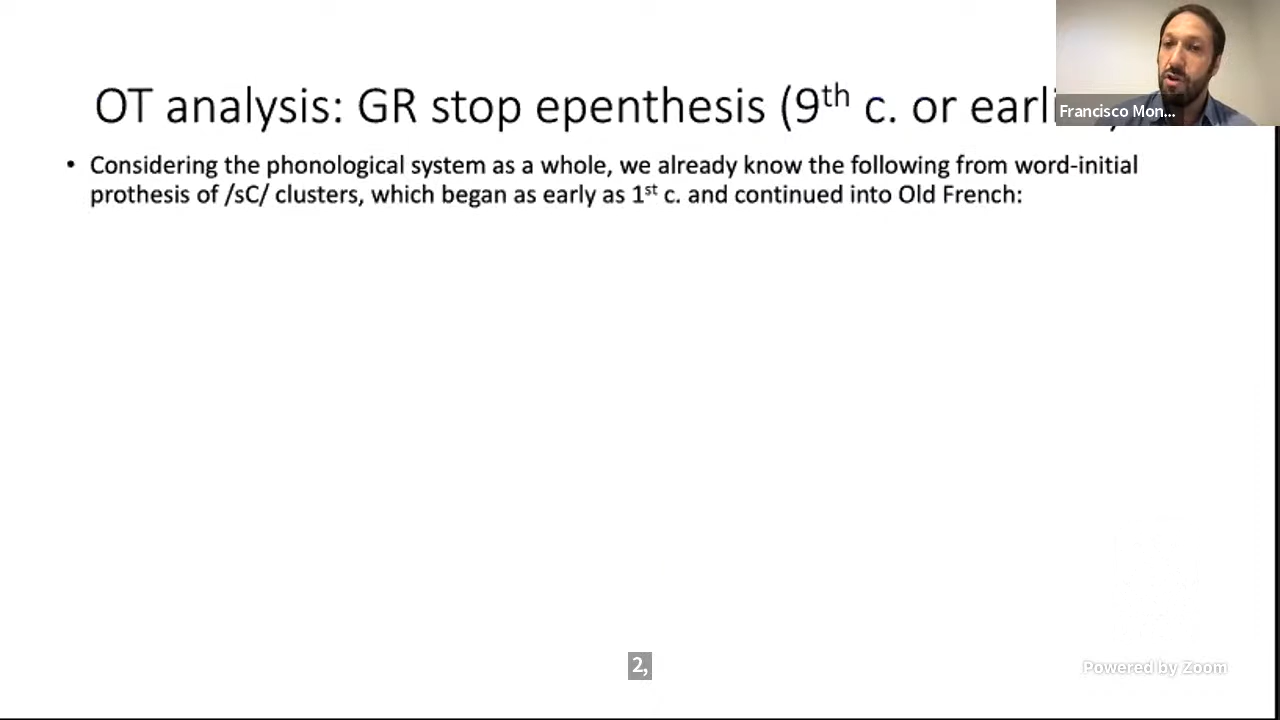 OT analysis: GR stop epenthesis (9th c. or earli
Francisco Mon...
• Considering the phonological system as a whole, we already know the following from word-initial
prothesis of /sC/ clusters, which began as early as 1st c. and continued into Old French:
2,
Powered by Zoom